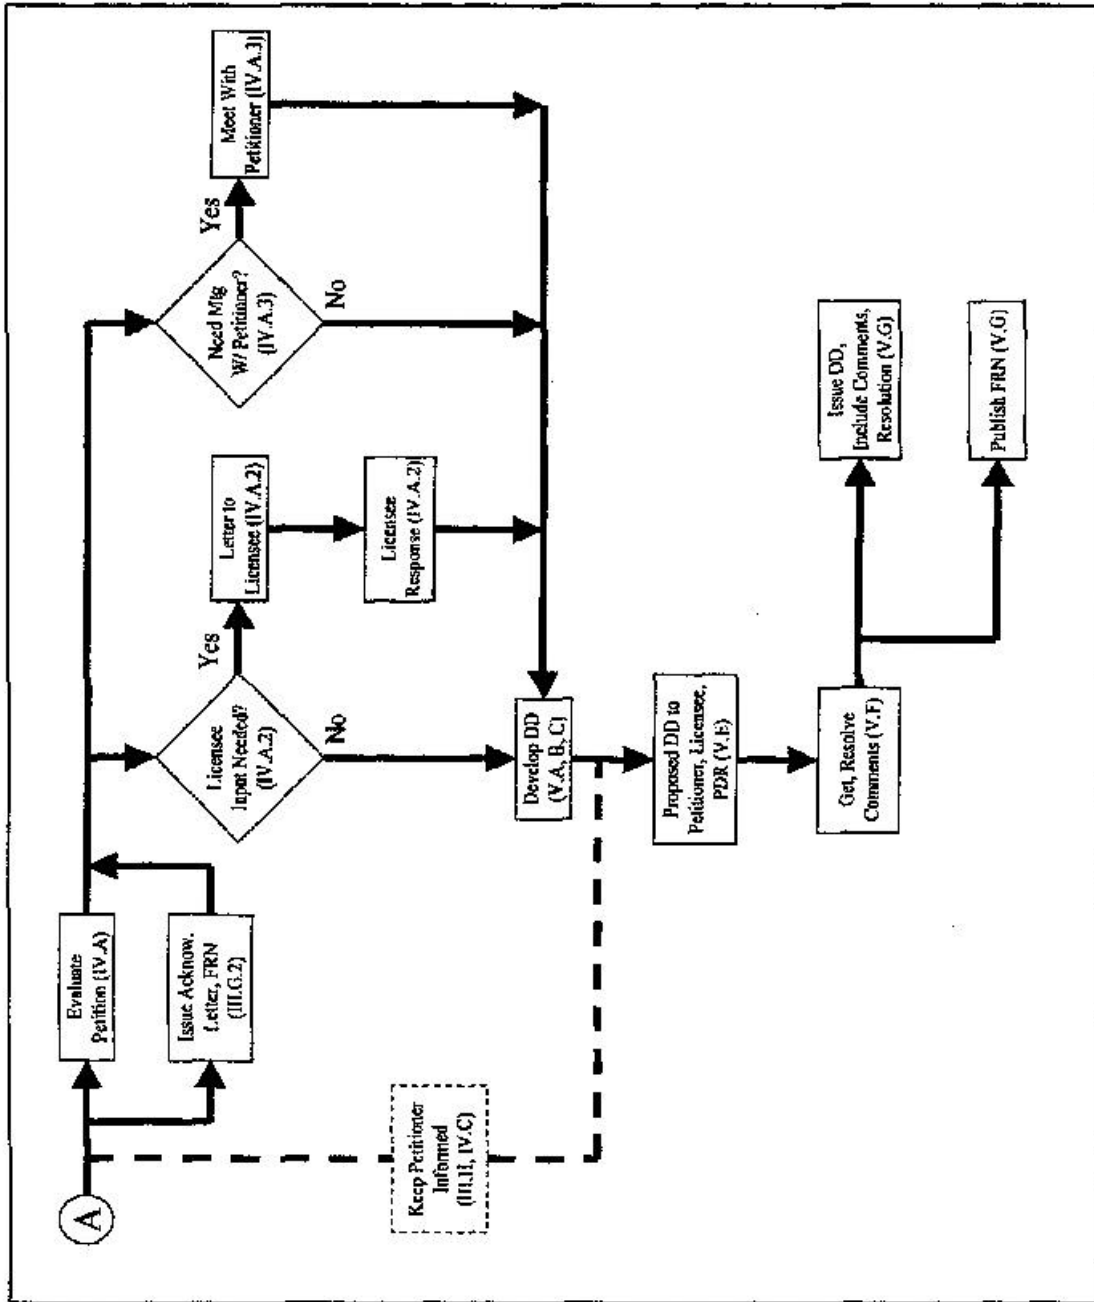 A
Evaluate
Petition (IV.A)
Issue Acknow.
Letter, FRN
(III.G.2)
Keep Petitioner
Informed
(III.H, IV.C)
Licensee
Input Needed?
(IV.A.2)
Yes
No
Letter to
Licensee (IV.A.2)
Licensee
Response (IV.A.2)
Need Mtg
W/ Petitinner?
(IV.A.3)
Yes
No
Meet With
Petitinner (IV.A.3)
Develop DD
(V.A, B, C)
Proposed DD to
Petitioner, Licensee,
PDR (V.E)
Get, Resolve
Comments (V.F)
Issue DD,
Include Comments,
Resolution (V.G)
Publish FRN (V.G)